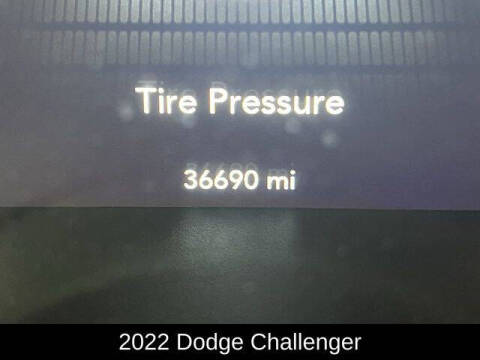 Tire Pressure
36690 mi
2022 Dodge Challenger